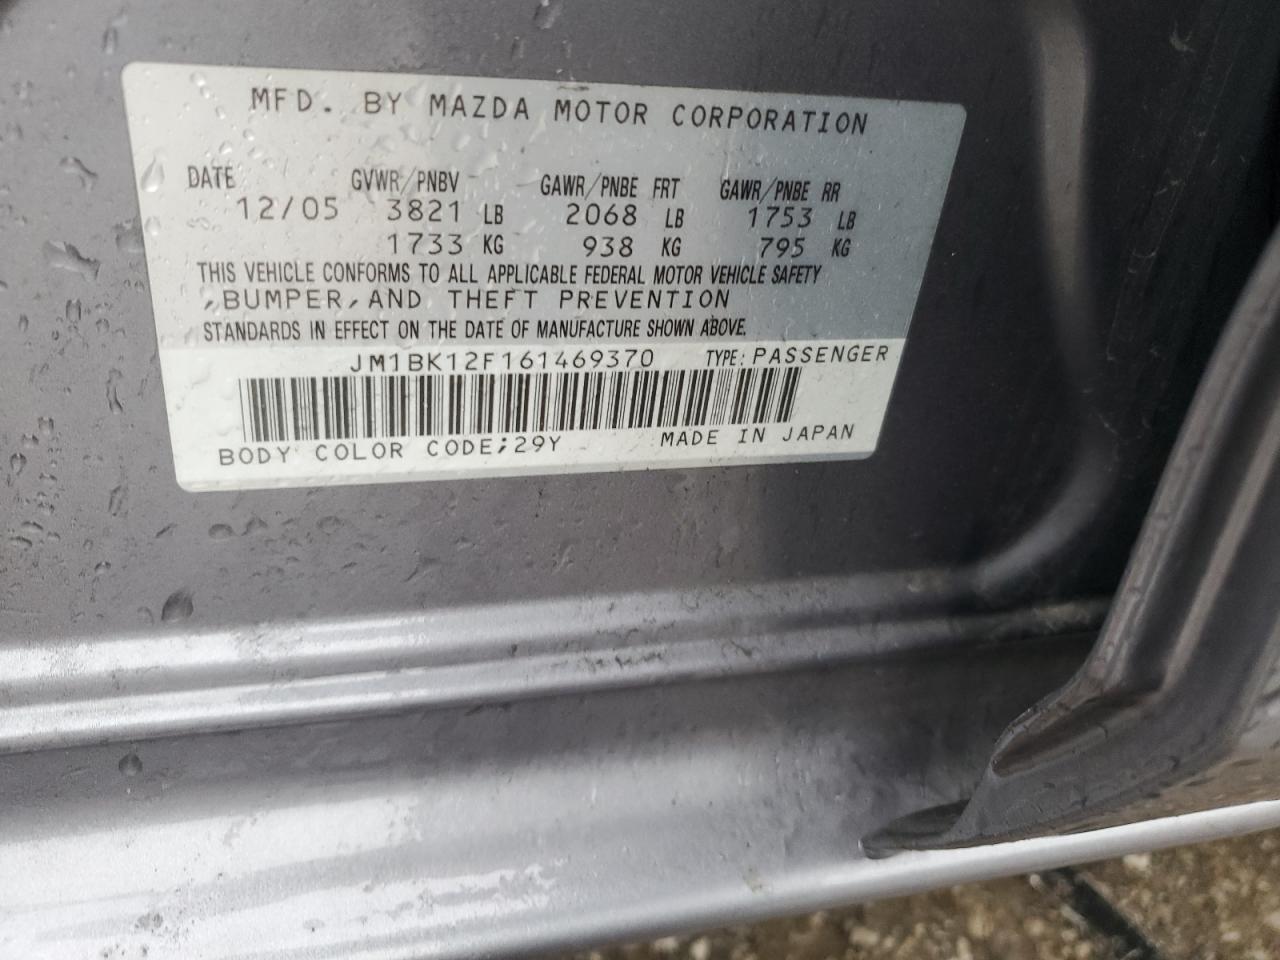 MFD. BY MAZDA MOTOR CORPORATION
DATE GVWR/PNBV GAWR/PNBE FRT GAWR/PNBE RR
12/05 3821 LB 2068 LB 1753 LB
1733 KG 938 KG 795 KG
THIS VEHICLE CONFORMS TO ALL APPLICABLE FEDERAL MOTOR VEHICLE SAFETY
,BUMPER,AND THEFT PREVENTION
STANDARDS IN EFFECT ON THE DATE OF MANUFACTURE SHOWN ABOVE.
JM1BK12F161469370 TYPE: PASSENGER
BODY COLOR CODE;29Y MADE IN JAPAN